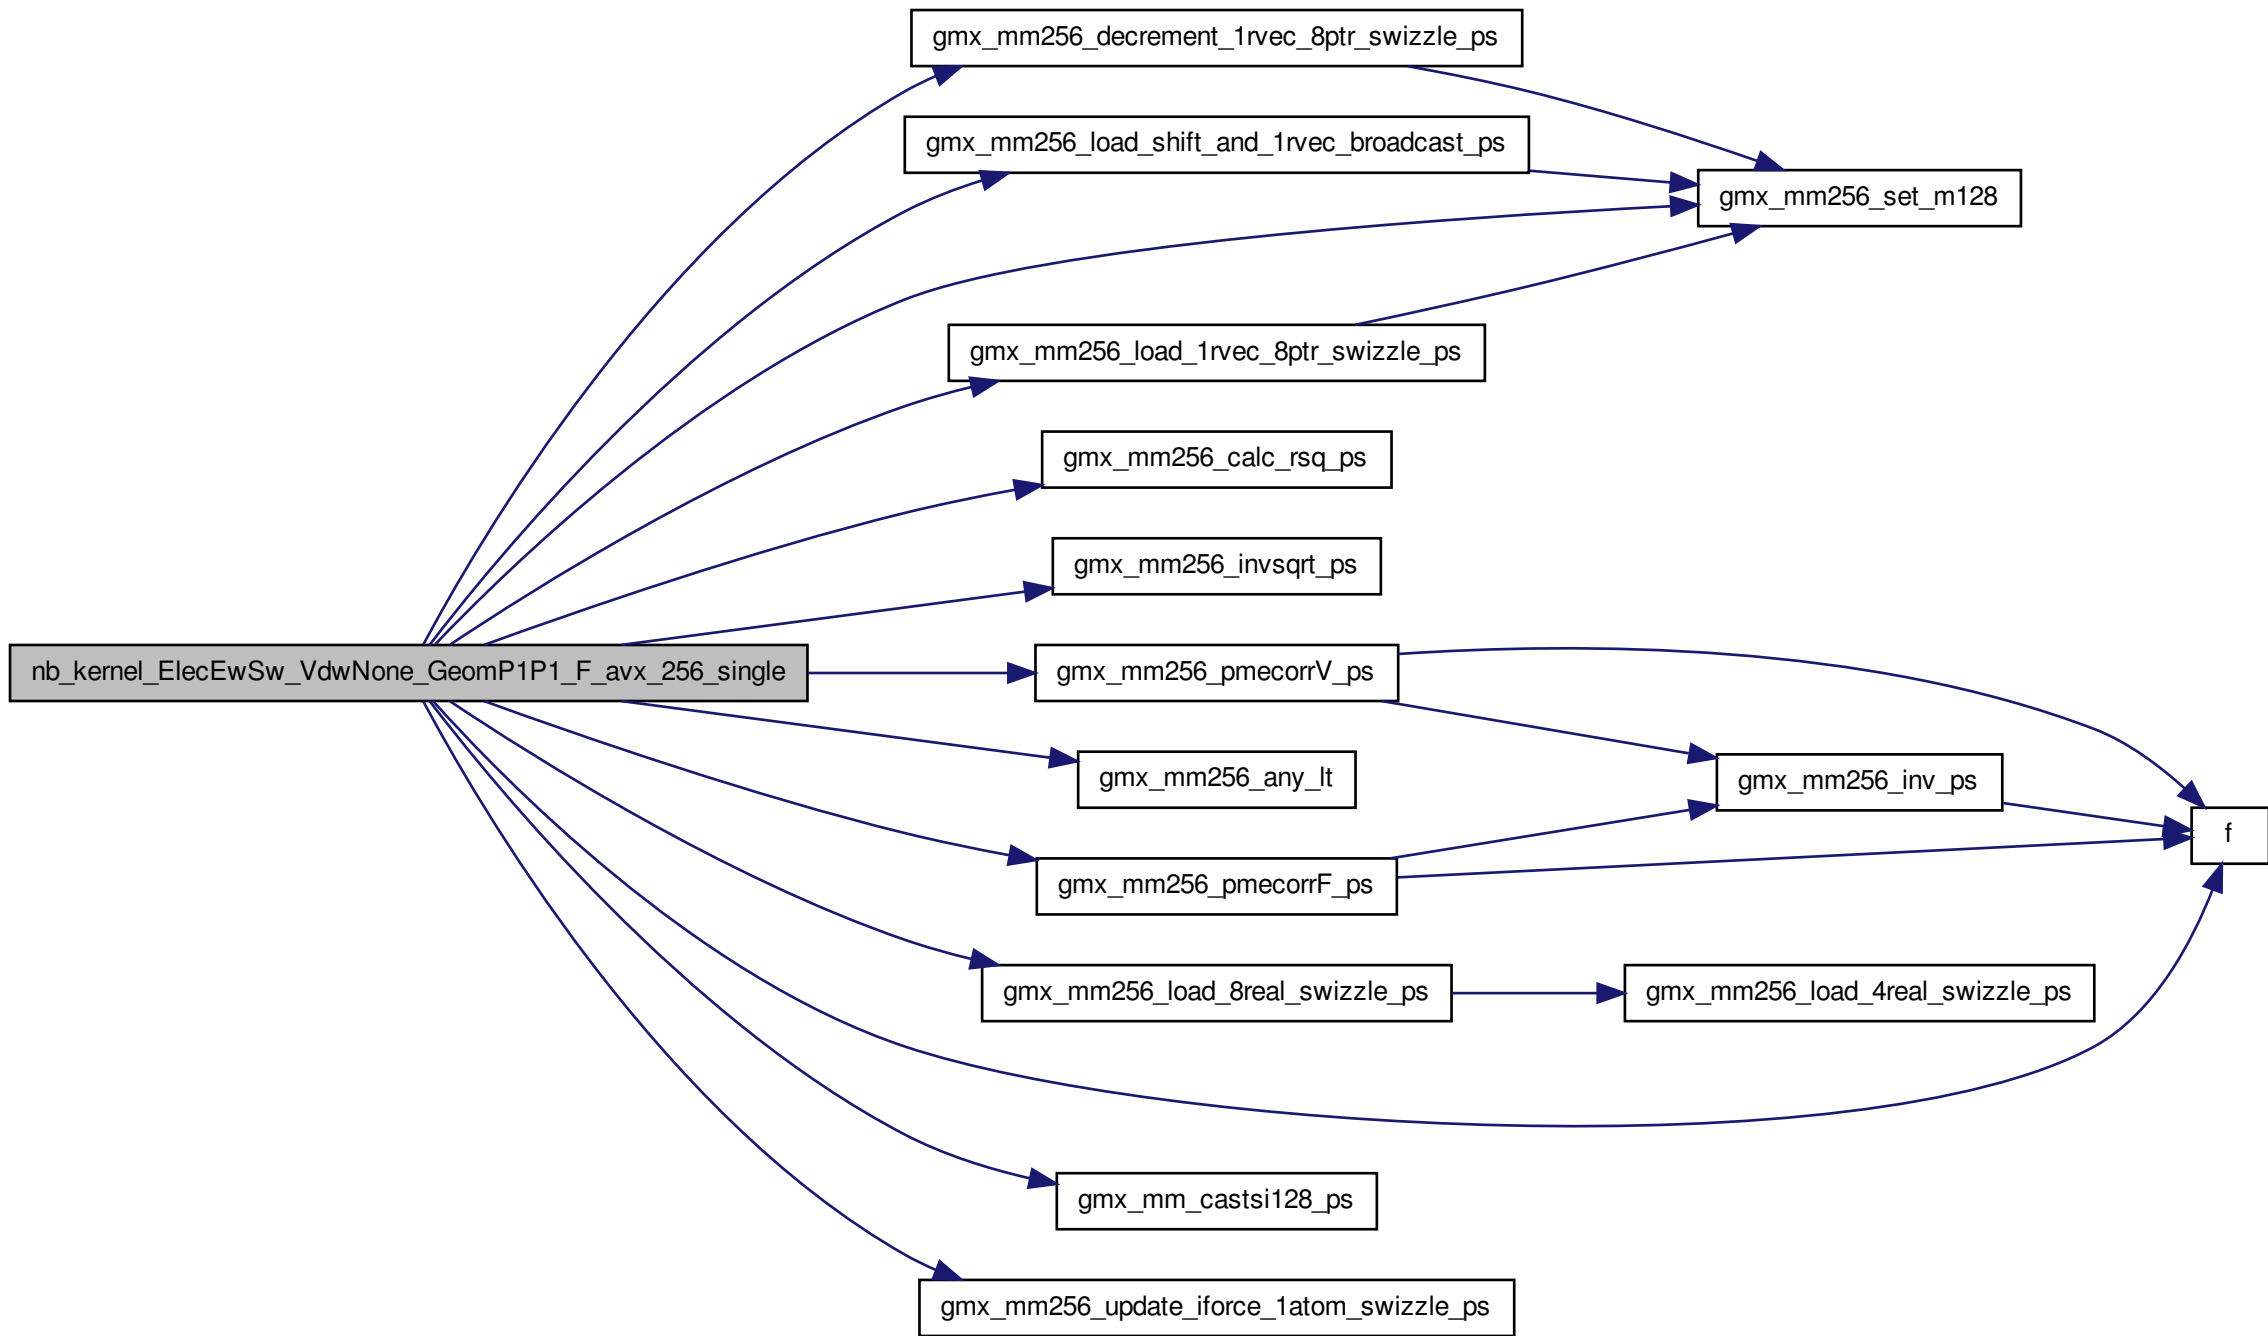 gmx_mm256_decrement_1rvec_8ptr_swizzle_ps
gmx_mm256_load_shift_and_1rvec_broadcast_ps
gmx_mm256_set_m128
gmx_mm256_load_1rvec_8ptr_swizzle_ps
gmx_mm256_calc_rsq_ps
gmx_mm256_invsqrt_ps
nb_kernel_ElecEwSw_VdwNone_GeomP1P1_F_avx_256_single
gmx_mm256_pmecorrV_ps
gmx_mm256_any_lt
gmx_mm256_inv_ps
f
gmx_mm256_pmecorrF_ps
gmx_mm256_load_8real_swizzle_ps
gmx_mm256_load_4real_swizzle_ps
gmx_mm_castsi128_ps
gmx_mm256_update_iforce_1atom_swizzle_ps